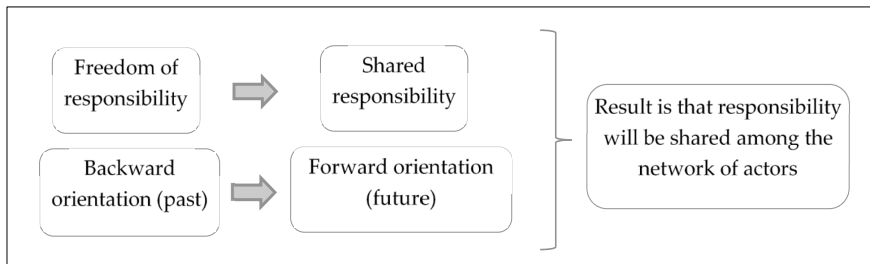 Freedom of
responsibility
Shared
responsibility
Backward
orientation (past)
Forward orientation
(future)
Result is that responsibility
will be shared among the
network of actors